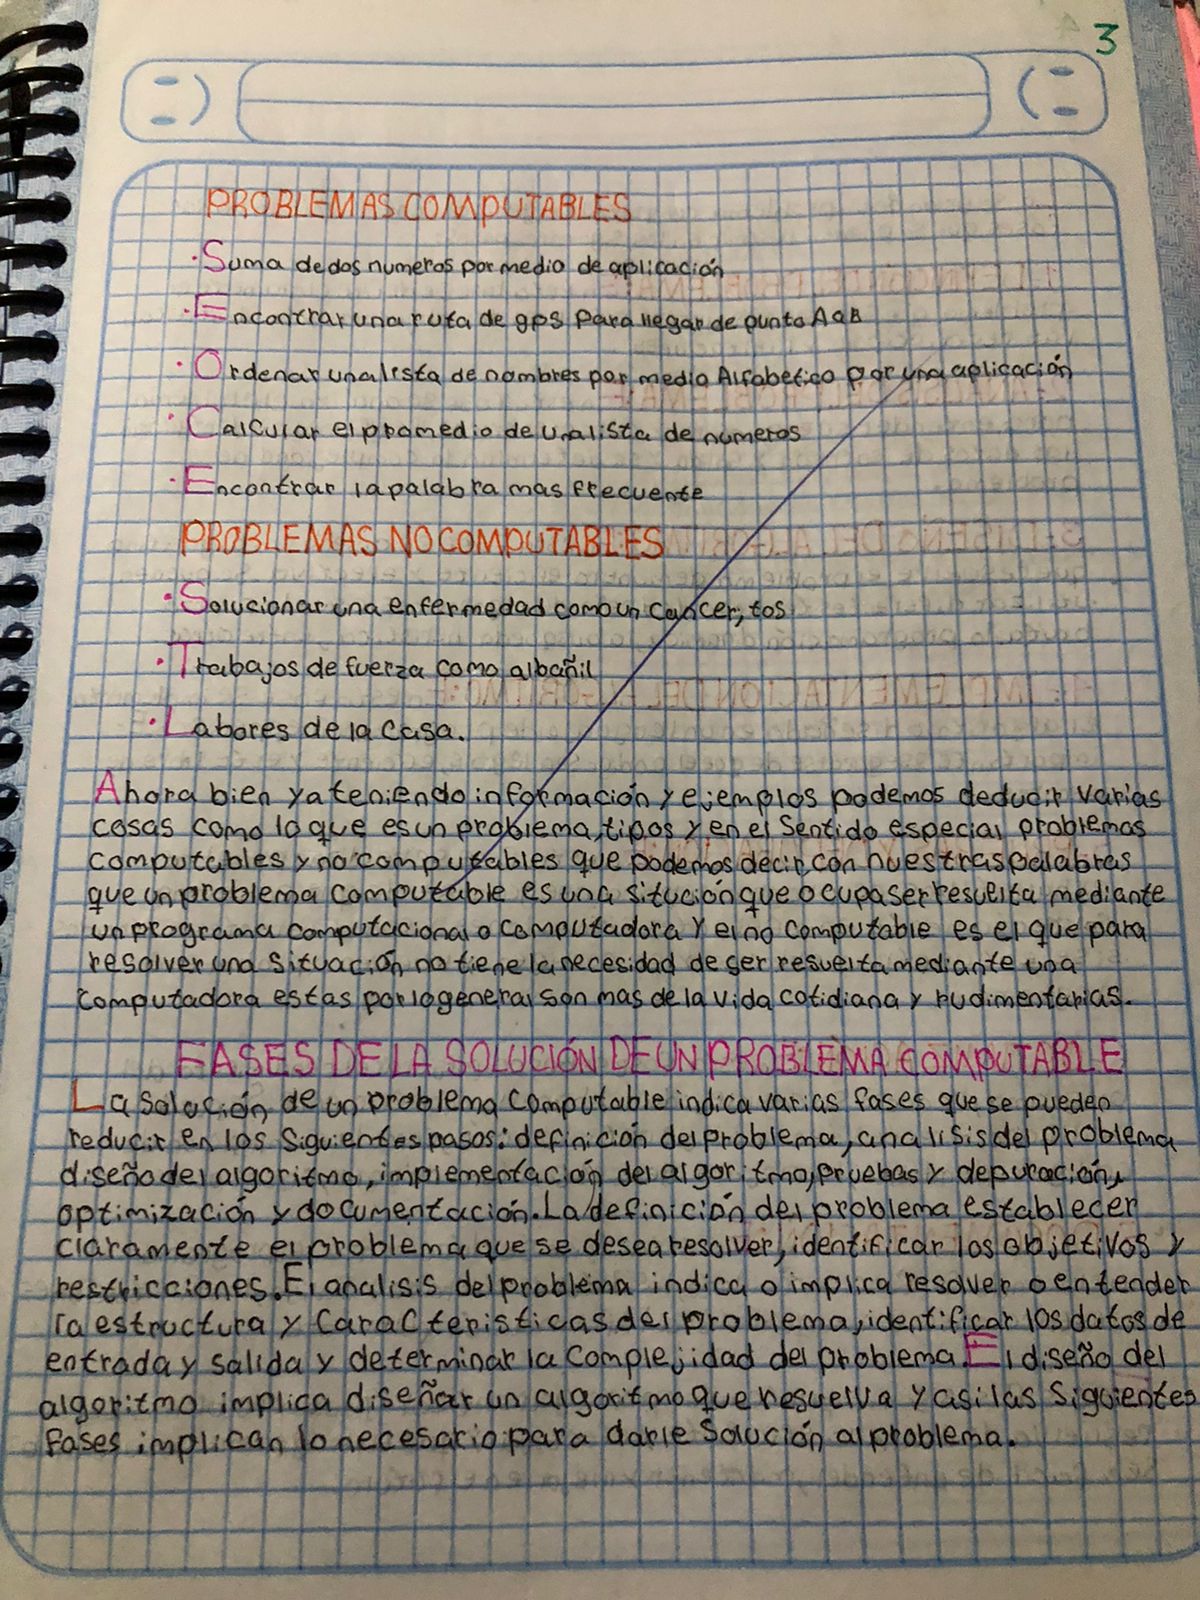 3
PROBLEMAS COMPUTABLES
·Suma de dos numeros por medio de aplicación
·Encontrar una ruta de gps Para llegar de punto A a B
·Ordenar una lista de nombres por medio Alfabetico por una aplicación
·Calcular el promedio de una lista de numeros
·Encontrar la palabra mas frecuente
PROBLEMAS NO COMPUTABLES
·Solucionar una enfermedad como un cancer, tos
·Trabajos de fuerza como albañil
·Labores de la casa.
Ahora bien ya teniendo información y ejemplos podemos deducir varias
cosas como lo que es un problema, tipos y en el sentido especial problemas
computables y no computables que podemos decir, con nuestras palabras
que un problema computable es una situción que ocupa ser resuelta mediante
un programa computacional o computadora y el no computable es el que para
resolver una situación no tiene la necesidad de ser resuelta mediante una
computadora estas por lo general son mas de la vida cotidiana y rudimentarias.
FASES DE LA SOLUCIÓN DE UN PROBLEMA COMPUTABLE
La solución de un problema computable indica varias fases que se pueden
reducir en los siguientes pasos: definición del problema, analisis del problema
diseño del algoritmo, implementación del algoritmo, pruebas y depuración,
optimización y documentación. La definición del problema establecer
claramente el problema que se desea resolver, identificar los objetivos y
restricciones. El analisis del problema indica o implica resolver o entender
la estructura y características del problema, identificar los datos de
entrada y salida y determinar la complejidad del problema. El diseño del
algoritmo implica diseñar un algoritmo que resuelva y asi las siguientes
fases implican lo necesario para darle solución al problema.